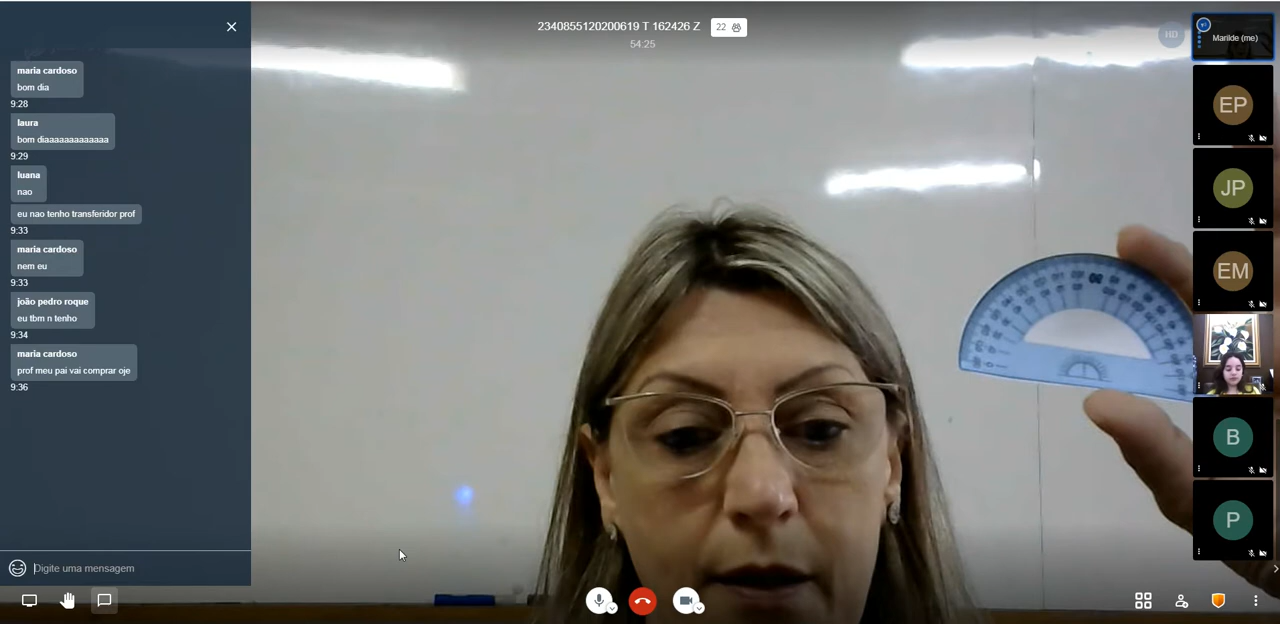 2340855120200619 T 162426 Z
22
54:25
HD
Marilde (me)
maria cardoso
bom dia
9:28
laura
bom diaaaaaaaaaaaaa
9:29
luana
nao
eu nao tenho transferidor prof
9:33
maria cardoso
nem eu
9:33
joão pedro roque
eu tbm n tenho
9:34
maria cardoso
prof meu pai vai comprar oje
9:36
EP
JP
EM
B
P
Digite uma mensagem